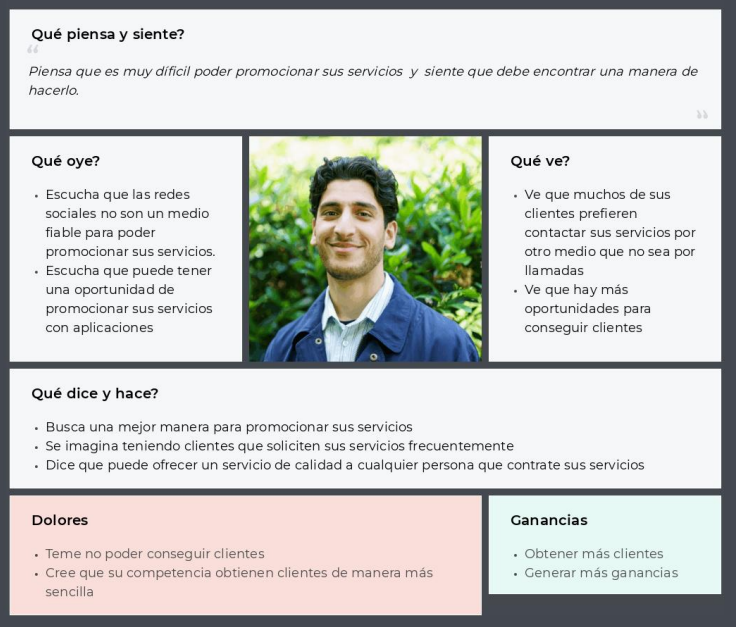 Qué piensa y siente?
“
Piensa que es muy difícil poder promocionar sus servicios y siente que debe encontrar una manera de
hacerlo.
”
Qué oye?
• Escucha que las redes
sociales no son un medio
fiable para poder
promocionar sus servicios.
• Escucha que puede tener
una oportunidad de
promocionar sus servicios
con aplicaciones
Qué ve?
• Ve que muchos de sus
clientes prefieren
contactar sus servicios por
otro medio que no sea por
llamadas
• Ve que hay más
oportunidades para
conseguir clientes
Qué dice y hace?
• Busca una mejor manera para promocionar sus servicios
• Se imagina teniendo clientes que soliciten sus servicios frecuentemente
• Dice que puede ofrecer un servicio de calidad a cualquier persona que contrate sus servicios
Dolores
• Teme no poder conseguir clientes
• Cree que su competencia obtienen clientes de manera más
sencilla
Ganancias
• Obtener más clientes
• Generar más ganancias